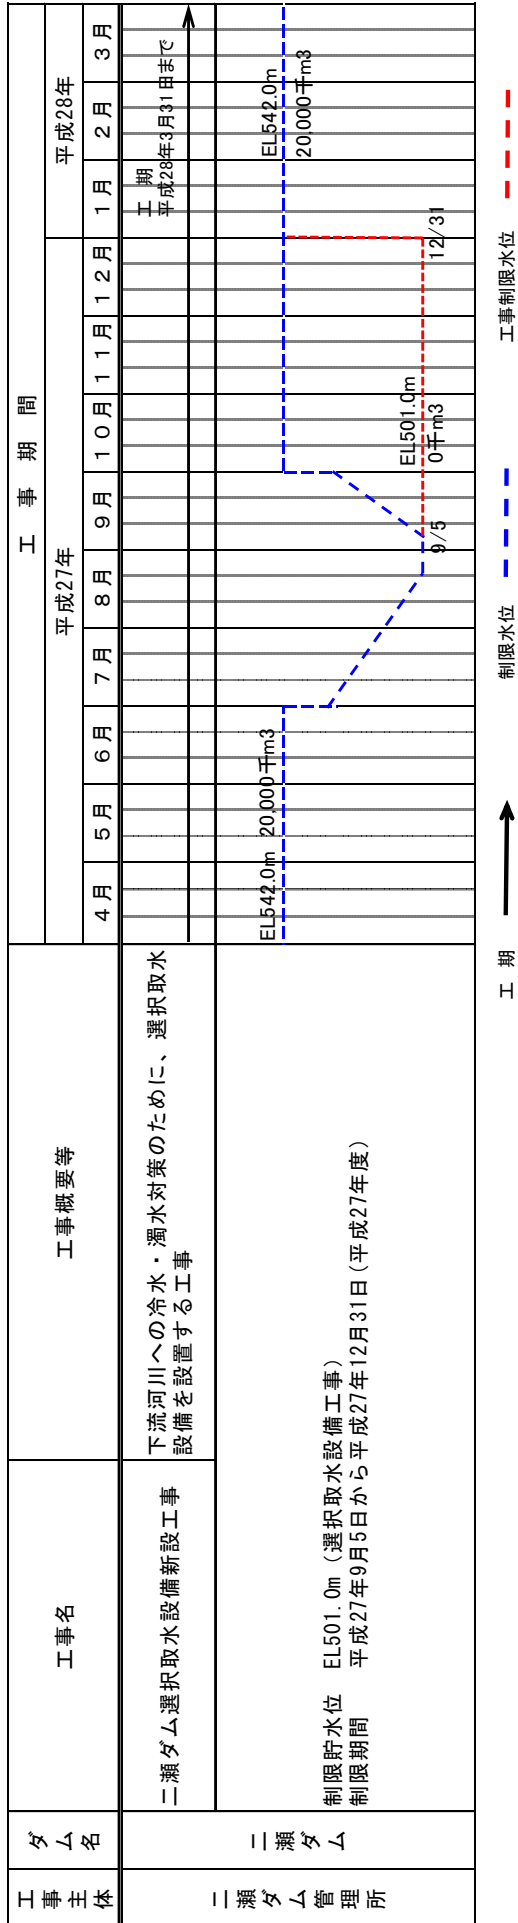 工事主体
ダム名
工事名
工事概要等
工 事 期 間
平成27年
平成28年
4月
5月
6月
7月
8月
9月
10月
11月
12月
1月
2月
3月
二瀬ダム管理所
二瀬ダム
二瀬ダム選択取水設備新設工事
下流河川への冷水・濁水対策のために、選択取水
設備を設置する工事
工 期
平成28年3月31日まで
制限貯水位 EL501.0m（選択取水設備工事）
制限期間 平成27年9月5日から平成27年12月31日(平成27年度)
EL542.0m 20,000千m3
EL501.0m
0千m3
9/5
12/31
EL542.0m
20,000千m3
工 期
制限水位
工事制限水位